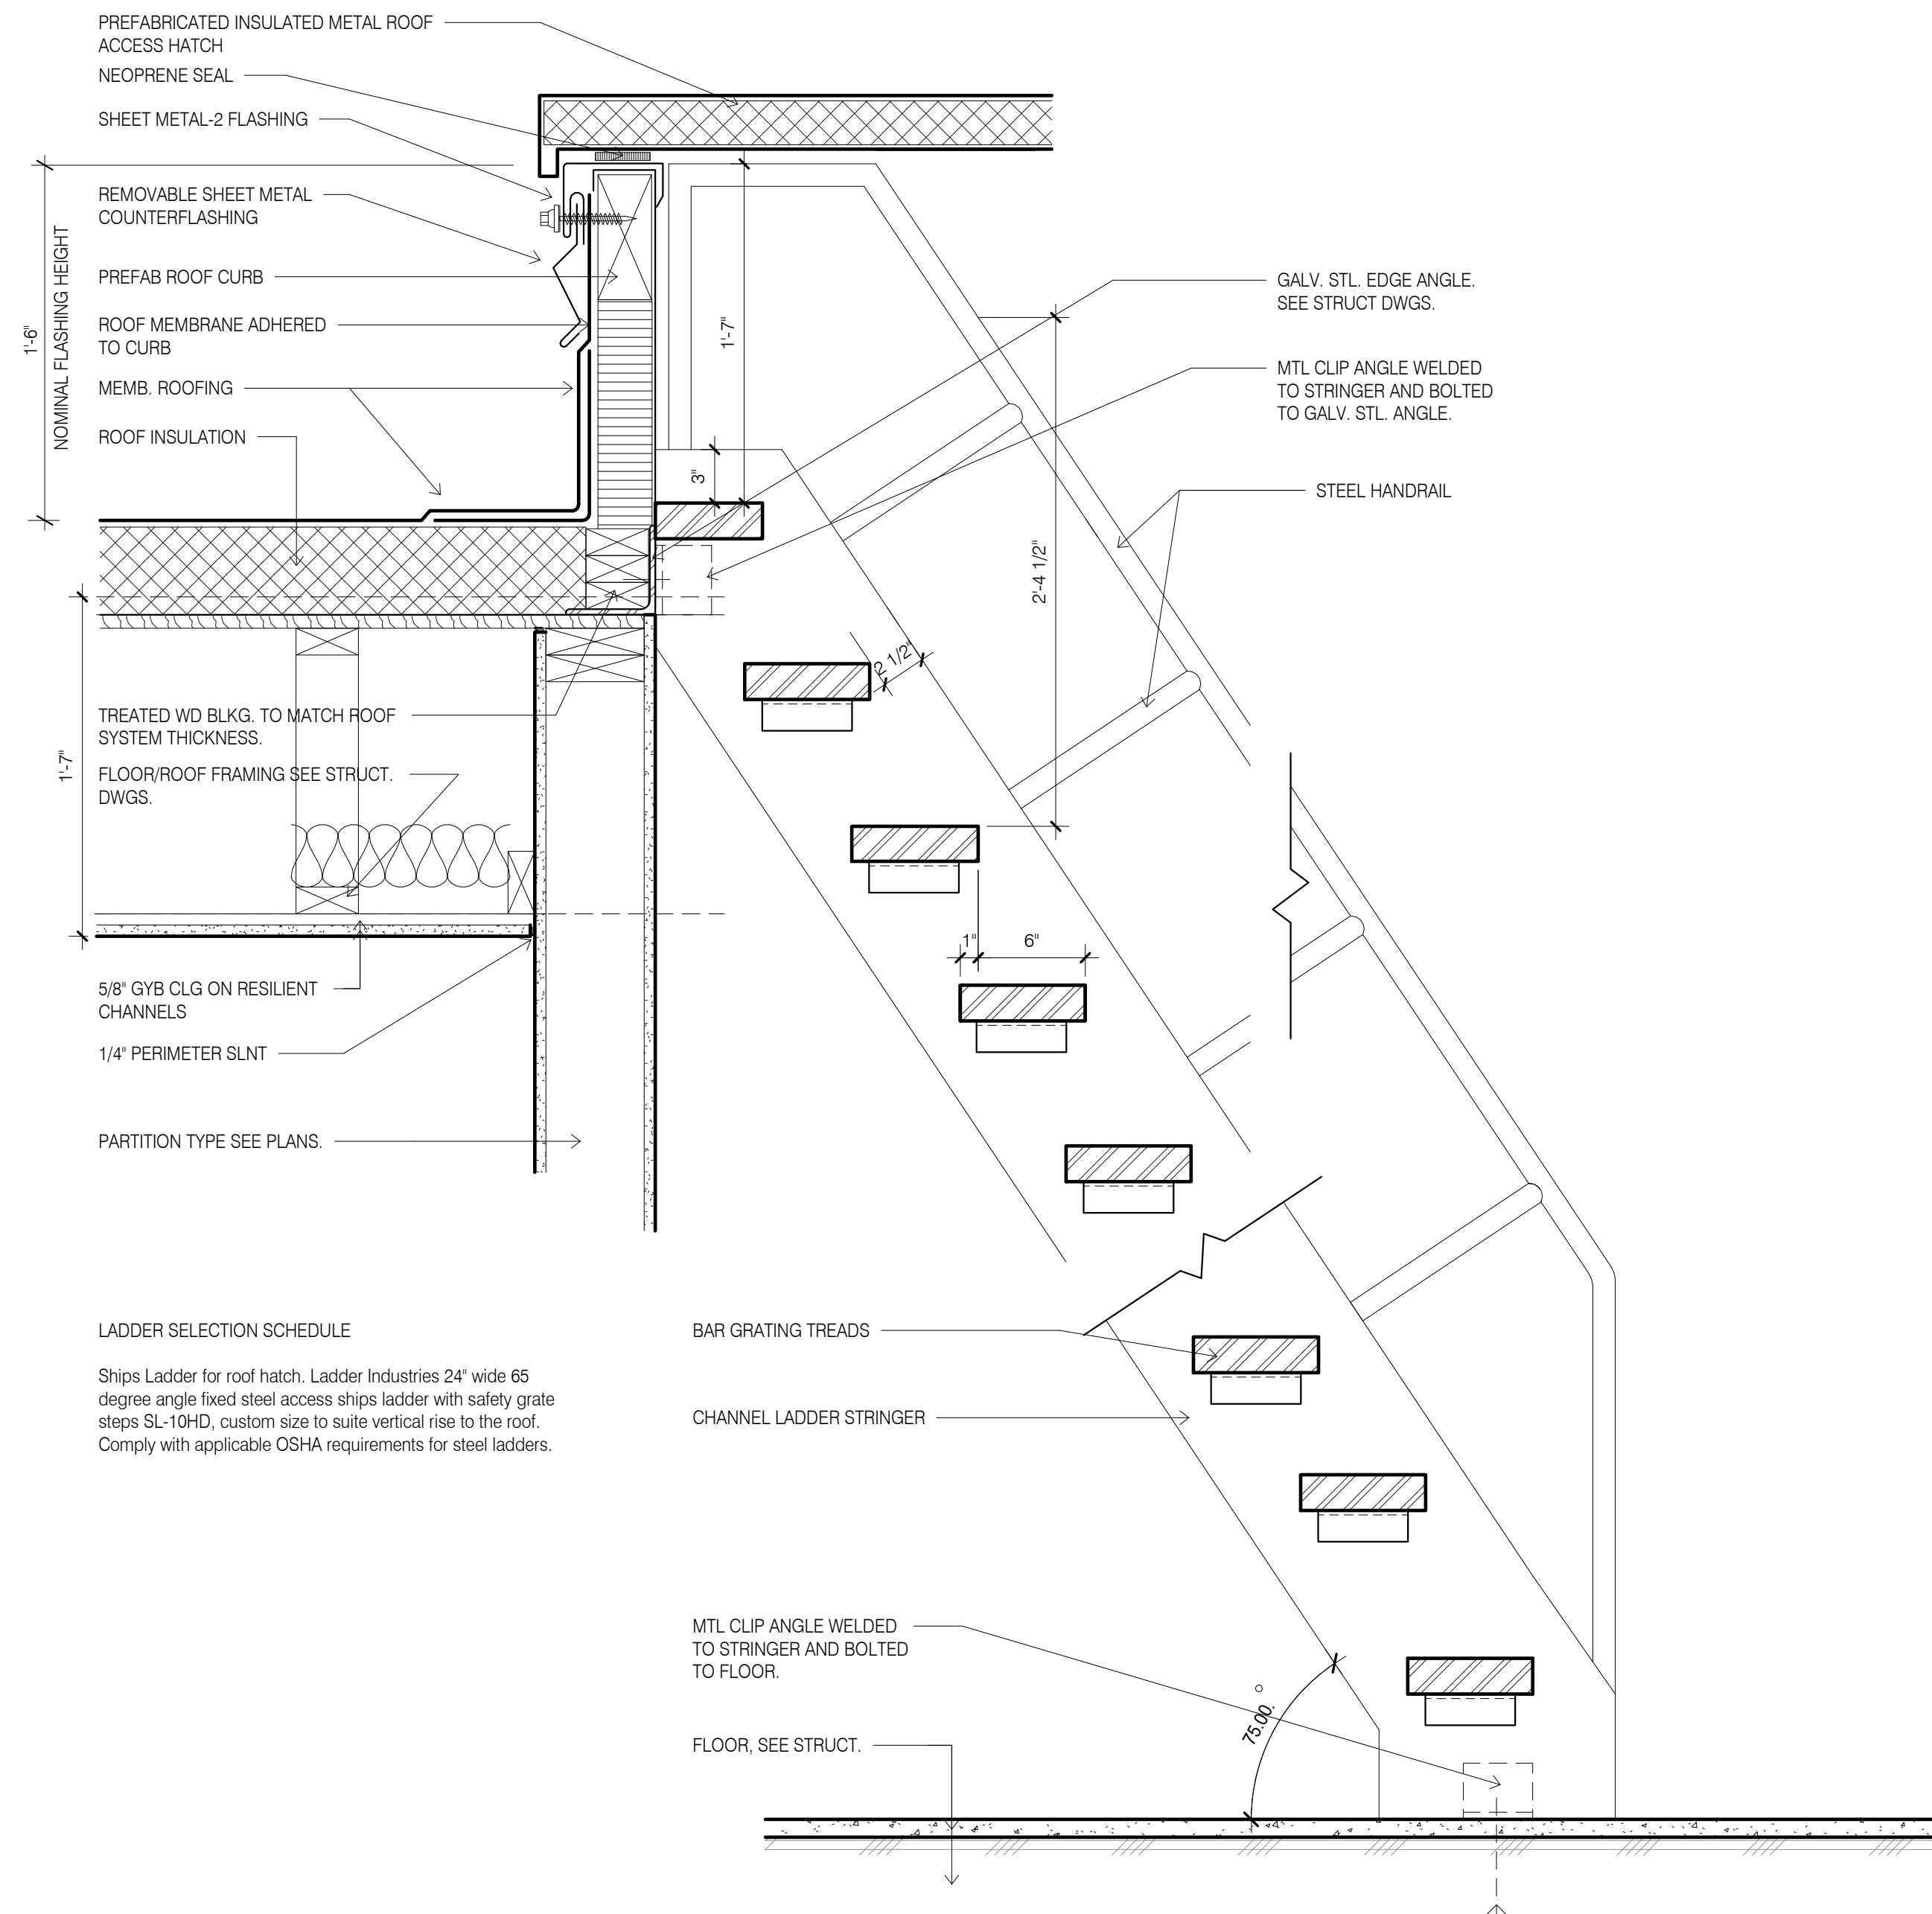 PREFABRICATED INSULATED METAL ROOF
ACCESS HATCH
NEOPRENE SEAL
SHEET METAL-2 FLASHING
REMOVABLE SHEET METAL
COUNTERFLASHING
PREFAB ROOF CURB
ROOF MEMBRANE ADHERED
TO CURB
MEMB. ROOFING
ROOF INSULATION
1'-6"
NOMINAL FLASHING HEIGHT
1'-7"
3"
GALV. STL. EDGE ANGLE.
SEE STRUCT DWGS.
MTL CLIP ANGLE WELDED
TO STRINGER AND BOLTED
TO GALV. STL. ANGLE.
STEEL HANDRAIL
2'-4 1/2"
2 1/2"
TREATED WD BLKG. TO MATCH ROOF
SYSTEM THICKNESS.
FLOOR/ROOF FRAMING SEE STRUCT.
DWGS.
1'-7"
1"
6"
5/8" GYB CLG ON RESILIENT
CHANNELS
1/4" PERIMETER SLNT
PARTITION TYPE SEE PLANS.
LADDER SELECTION SCHEDULE
Ships Ladder for roof hatch. Ladder Industries 24" wide 65
degree angle fixed steel access ships ladder with safety grate
steps SL-10HD, custom size to suite vertical rise to the roof.
Comply with applicable OSHA requirements for steel ladders.
BAR GRATING TREADS
CHANNEL LADDER STRINGER
MTL CLIP ANGLE WELDED
TO STRINGER AND BOLTED
TO FLOOR.
75.00.°
FLOOR, SEE STRUCT.